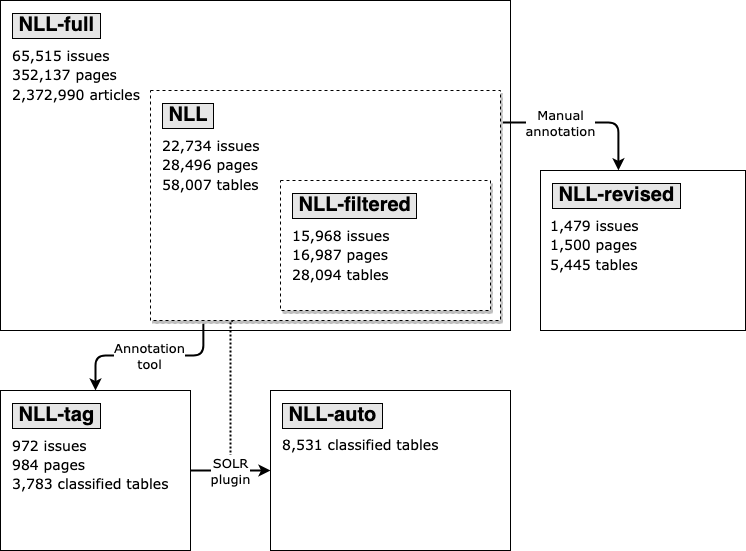 NLL-full
65,515 issues
352,137 pages
2,372,990 articles
NLL
22,734 issues
28,496 pages
58,007 tables
NLL-filtered
15,968 issues
16,987 pages
28,094 tables
Manual
annotation
NLL-revised
1,479 issues
1,500 pages
5,445 tables
Annotation
tool
NLL-tag
972 issues
984 pages
3,783 classified tables
SOLR
plugin
NLL-auto
8,531 classified tables